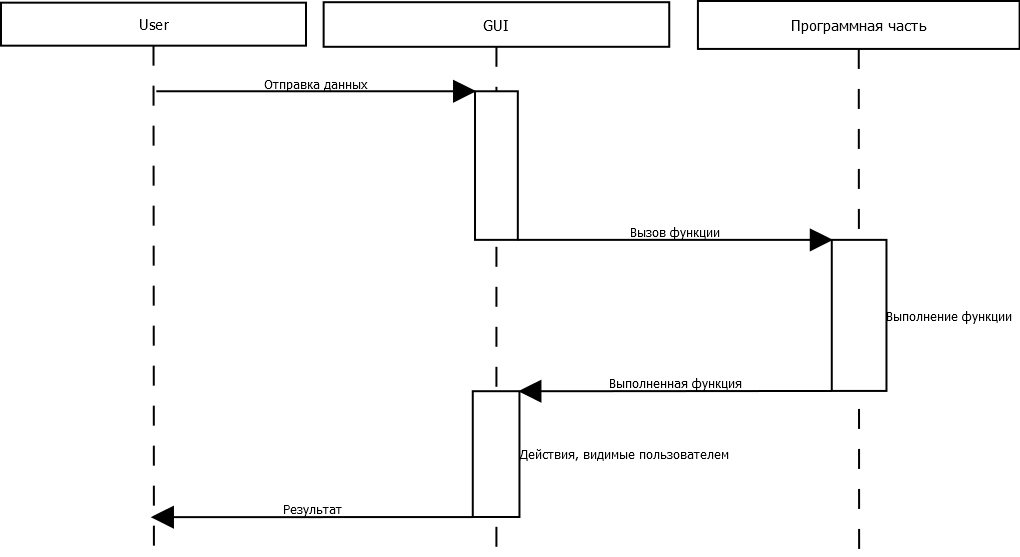 User
GUI
Программная часть
Отправка данных
Вызов функции
Выполнение функции
Выполненная функция
Действия, видимые пользователем
Результат